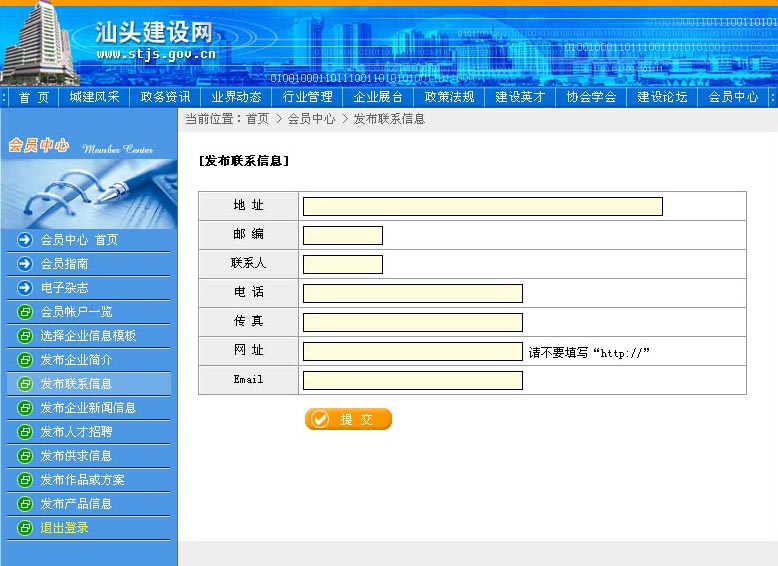 汕头建设网
www.stjs.gov.cn
首 页 城建风采 政务资讯 业界动态 行业管理 企业展台 政策法规 建设英才 协会学会 建设论坛 会员中心
会员中心 Member Center
当前位置：首页 > 会员中心 > 发布联系信息
会员中心 首页
会员指南
电子杂志
会员帐户一览
选择企业信息模板
发布企业简介
发布联系信息
发布企业新闻信息
发布人才招聘
发布供求信息
发布作品或方案
发布产品信息
退出登录
[发布联系信息]
地 址
邮 编
联系人
电 话
传 真
网 址 请不要填写“http://”
Email
提 交